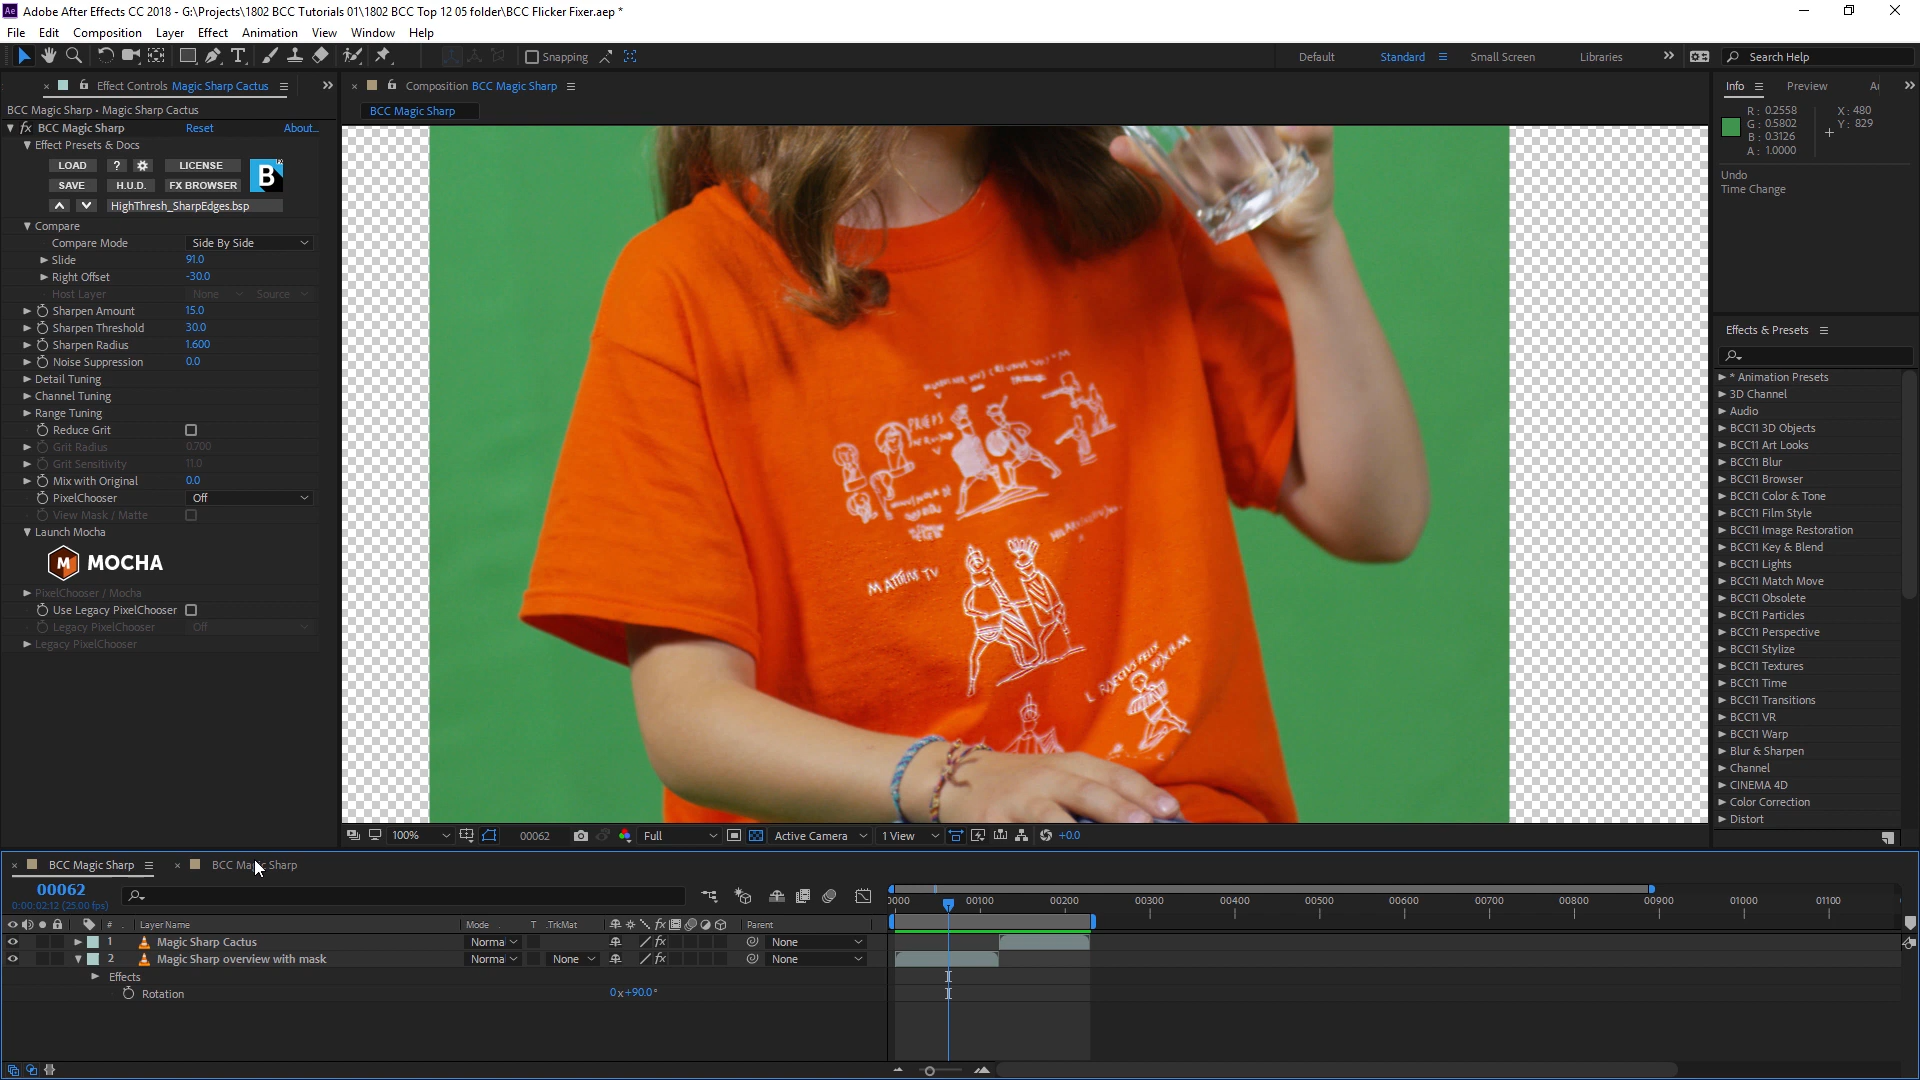 Adobe After Effects CC 2018 - G:\Projects\1802 BCC Tutorials 01\1802 BCC Top 12 05 folder\BCC Flicker Fixer.aep *
File Edit Composition Layer Effect Animation View Window Help
Snapping Default Standard Small Screen Libraries Search Help
Effect Controls Magic Sharp Cactus
BCC Magic Sharp • Magic Sharp Cactus
fx BCC Magic Sharp Reset About...
Effect Presets & Docs
LOAD ? LICENSE
SAVE H.U.D. FX BROWSER
B
HighThresh_SharpEdges.bsp
Compare
Compare Mode Side By Side
Slide 91.0
Right Offset -30.0
Host Layer None Source
Sharpen Amount 15.0
Sharpen Threshold 30.0
Sharpen Radius 1.600
Noise Suppression 0.0
Detail Tuning
Channel Tuning
Range Tuning
Reduce Grit
Grit Radius 0.700
Grit Sensitivity 11.0
Mix with Original 0.0
PixelChooser Off
View Mask / Matte
Launch Mocha
M MOCHA
PixelChooser / Mocha
Use Legacy PixelChooser
Legacy PixelChooser Off
Legacy PixelChooser
Composition BCC Magic Sharp
BCC Magic Sharp
MATTENI TV
100% 00062 Full Active Camera 1 View +0.0
Info Preview
R: 0.2558 X: 480
G: 0.5802 Y: 829
B: 0.3126
A: 1.0000
Undo
Time Change
Effects & Presets
* Animation Presets
3D Channel
Audio
BCC11 3D Objects
BCC11 Art Looks
BCC11 Blur
BCC11 Browser
BCC11 Color & Tone
BCC11 Film Style
BCC11 Image Restoration
BCC11 Key & Blend
BCC11 Lights
BCC11 Match Move
BCC11 Obsolete
BCC11 Particles
BCC11 Perspective
BCC11 Stylize
BCC11 Textures
BCC11 Time
BCC11 Transitions
BCC11 VR
BCC11 Warp
Blur & Sharpen
Channel
CINEMA 4D
Color Correction
Distort
BCC Magic Sharp BCC Magic Sharp
00062
0:00:02:12 (25.00 fps)
0000 00100 00200 00300 00400 00500 00600 00700 00800 00900 01000 01100
# Layer Name Mode T .TrkMat Parent
1 Magic Sharp Cactus Norma None
2 Magic Sharp overview with mask Norma None None
Effects
Rotation 0x+90.0°